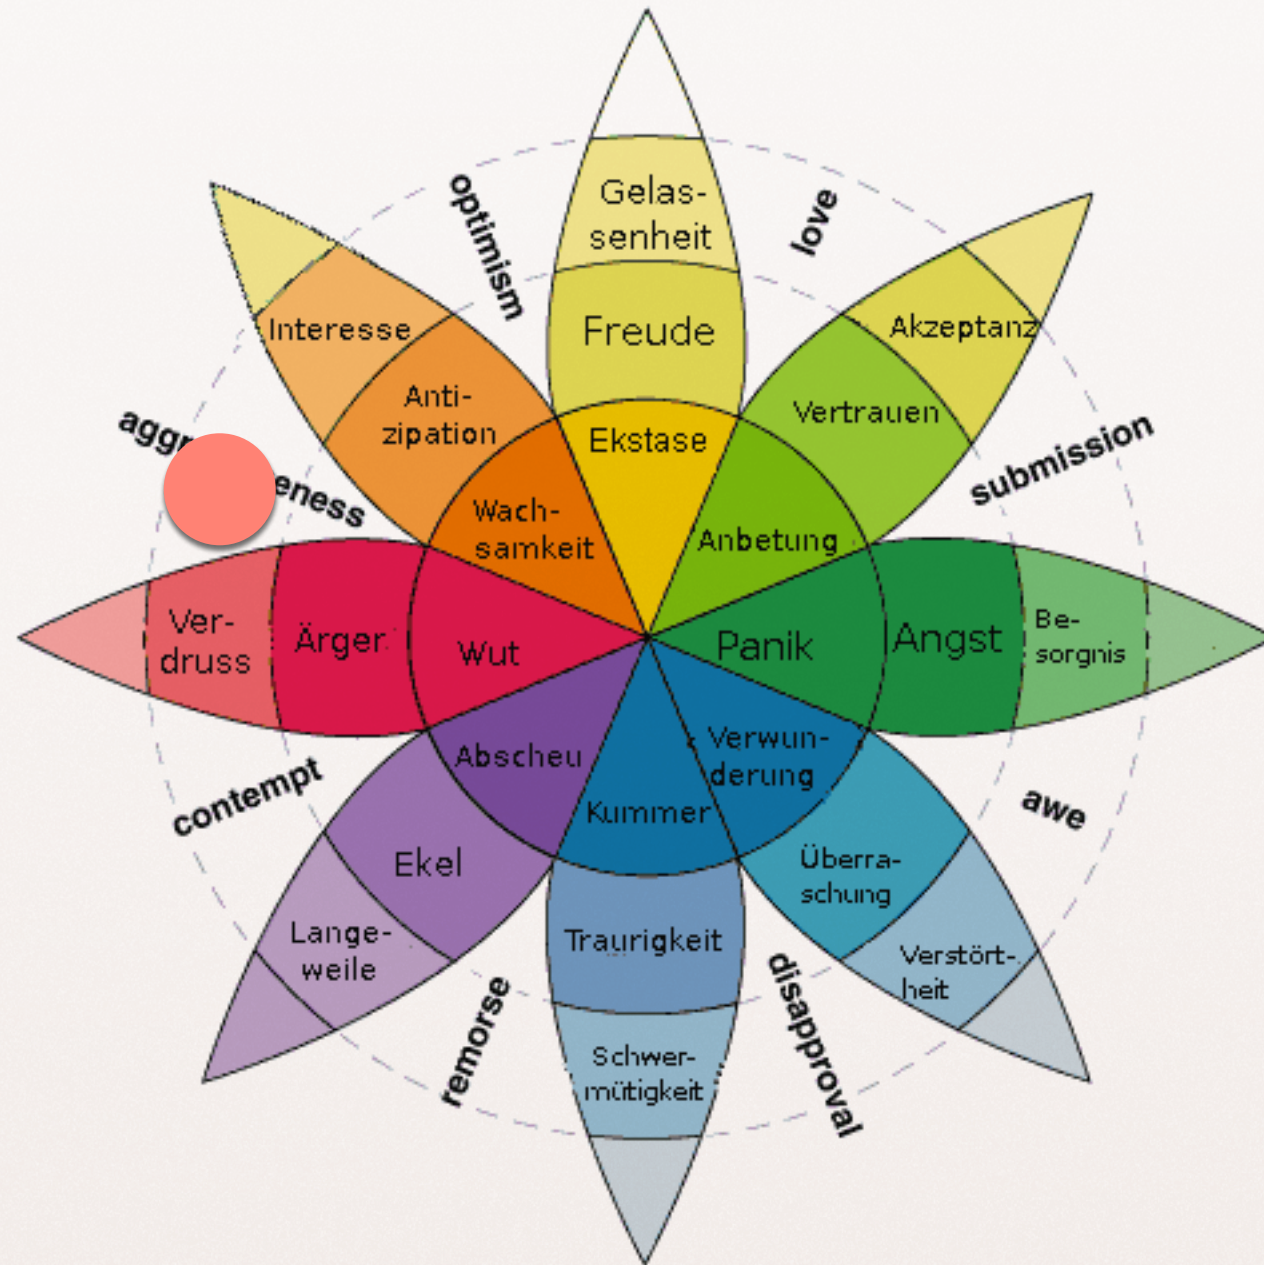 optimism
Gelas-
senheit
love
Interesse
Freude
Akzeptanz
Anti-
zipation
Vertrauen
Ekstase
submission
Wach-
samkeit
Anbetung
Ver-
druss
Ärger
Wut
Panik
Angst
Be-
sorgnis
Abscheu
Verwun-
derung
contempt
Kummer
awe
Ekel
Überra-
schung
Lange-
weile
Traurigkeit
Verstört-
heit
remorse
disapproval
Schwer-
mütigkeit